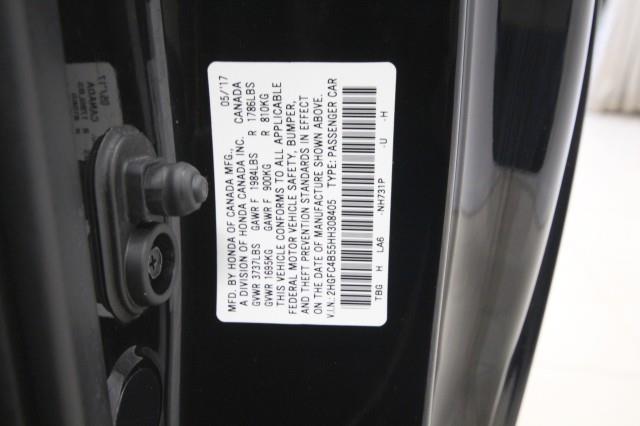 MFD. BY HONDA OF CANADA MFG., 05/'17
A DIVISION OF HONDA CANADA INC. CANADA
GVWR 3737LBS GAWR F 1984LBS R 1786LBS
GVWR 1695KG GAWR F 900KG R 810KG
THIS VEHICLE CONFORMS TO ALL APPLICABLE
FEDERAL MOTOR VEHICLE SAFETY, BUMPER,
AND THEFT PREVENTION STANDARDS IN EFFECT
ON THE DATE OF MANUFACTURE SHOWN ABOVE.
V.I.N.: 2HGFC4B55HH308405 TYPE: PASSENGER CAR
TBG H LA6 NH731P U H